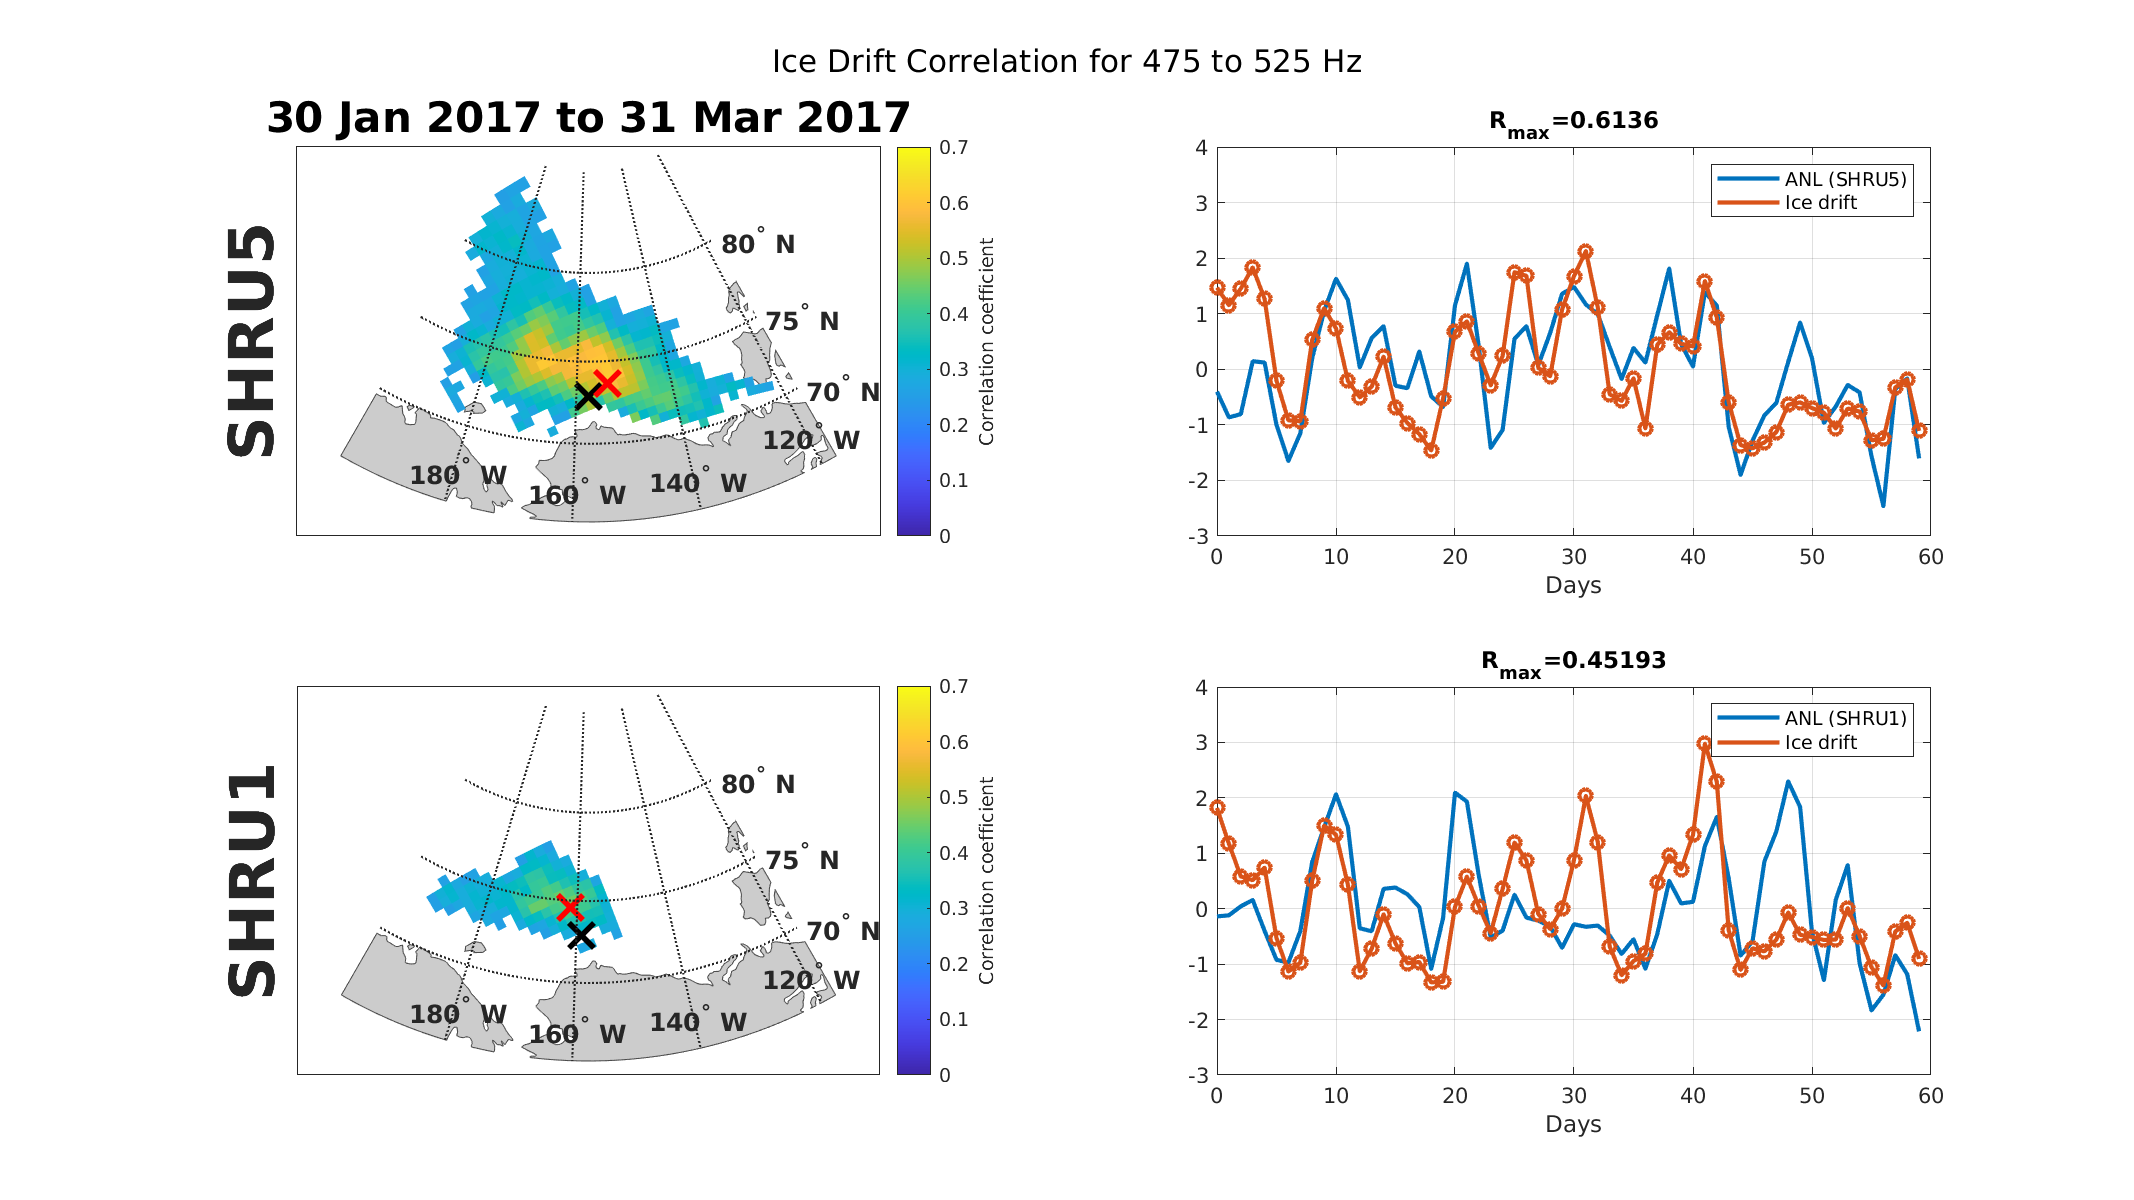 Ice Drift Correlation for 475 to 525 Hz
30 Jan 2017 to 31 Mar 2017
SHRU5
80° N
75° N
70° N
120° W
140° W
160° W
180° W
0.7
0.6
0.5
0.4
0.3
0.2
0.1
0
Correlation coefficient
Rmax=0.6136
ANL (SHRU5)
Ice drift
4
3
2
1
0
-1
-2
-3
0 10 20 30 40 50 60
Days
SHRU1
80° N
75° N
70° N
120° W
140° W
160° W
180° W
0.7
0.6
0.5
0.4
0.3
0.2
0.1
0
Correlation coefficient
Rmax=0.45193
ANL (SHRU1)
Ice drift
4
3
2
1
0
-1
-2
-3
0 10 20 30 40 50 60
Days